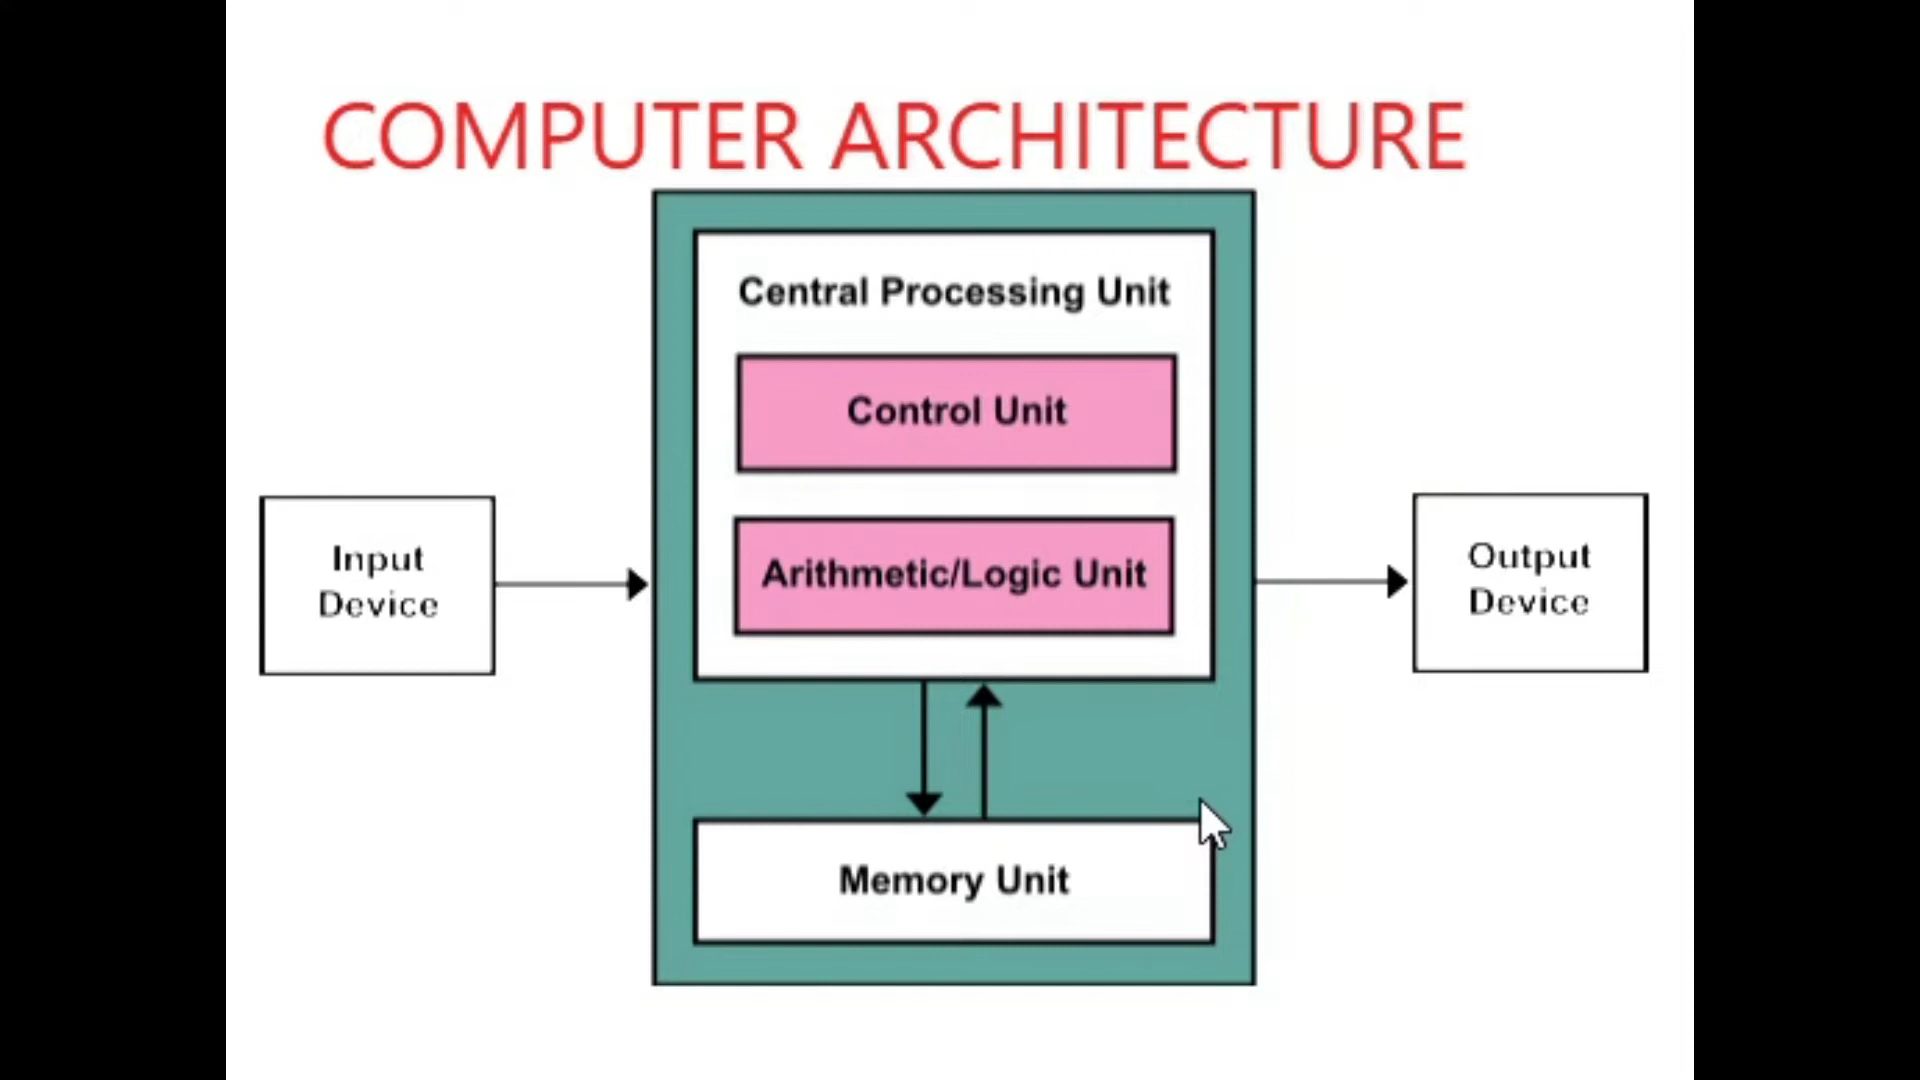 COMPUTER ARCHITECTURE
Central Processing Unit
Control Unit
Arithmetic/Logic Unit
Input
Device
Output
Device
Memory Unit